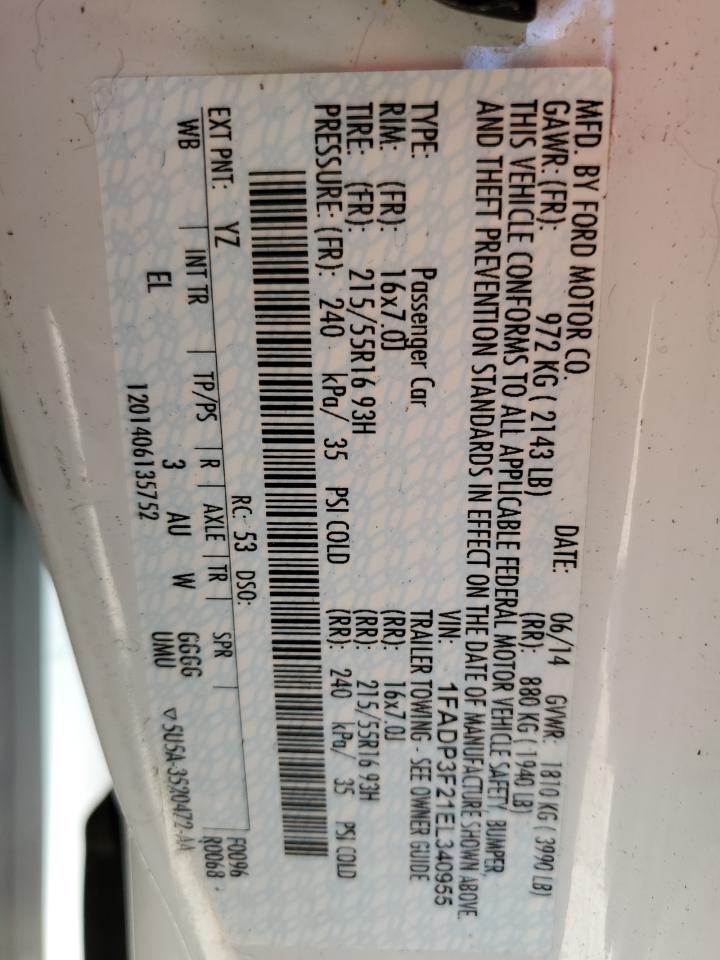 MFD. BY FORD MOTOR CO.
DATE: 06/14 GVWR: 1810 KG ( 3990 LB)
GAWR: (FR): 972 KG ( 2143 LB) (RR): 880 KG ( 1940 LB)
THIS VEHICLE CONFORMS TO ALL APPLICABLE FEDERAL MOTOR VEHICLE SAFETY, BUMPER,
AND THEFT PREVENTION STANDARDS IN EFFECT ON THE DATE OF MANUFACTURE SHOWN ABOVE.
VIN: 1FADP3F21EL340955
TYPE: Passenger Car TRAILER TOWING - SEE OWNER GUIDE
RIM: (FR): 16x7.0J (RR): 16x7.0J
TIRE: (FR): 215/55R16 93H (RR): 215/55R16 93H
PRESSURE: (FR): 240 kPa/ 35 PSI COLD (RR): 240 kPa/ 35 PSI COLD
F0096
EXT PNT: YZ RC: 53 DSO: R0068
WB INT TR TP/PS R AXLE TR SPR
EL 3 AU W GGGG
UMU
1201406135752